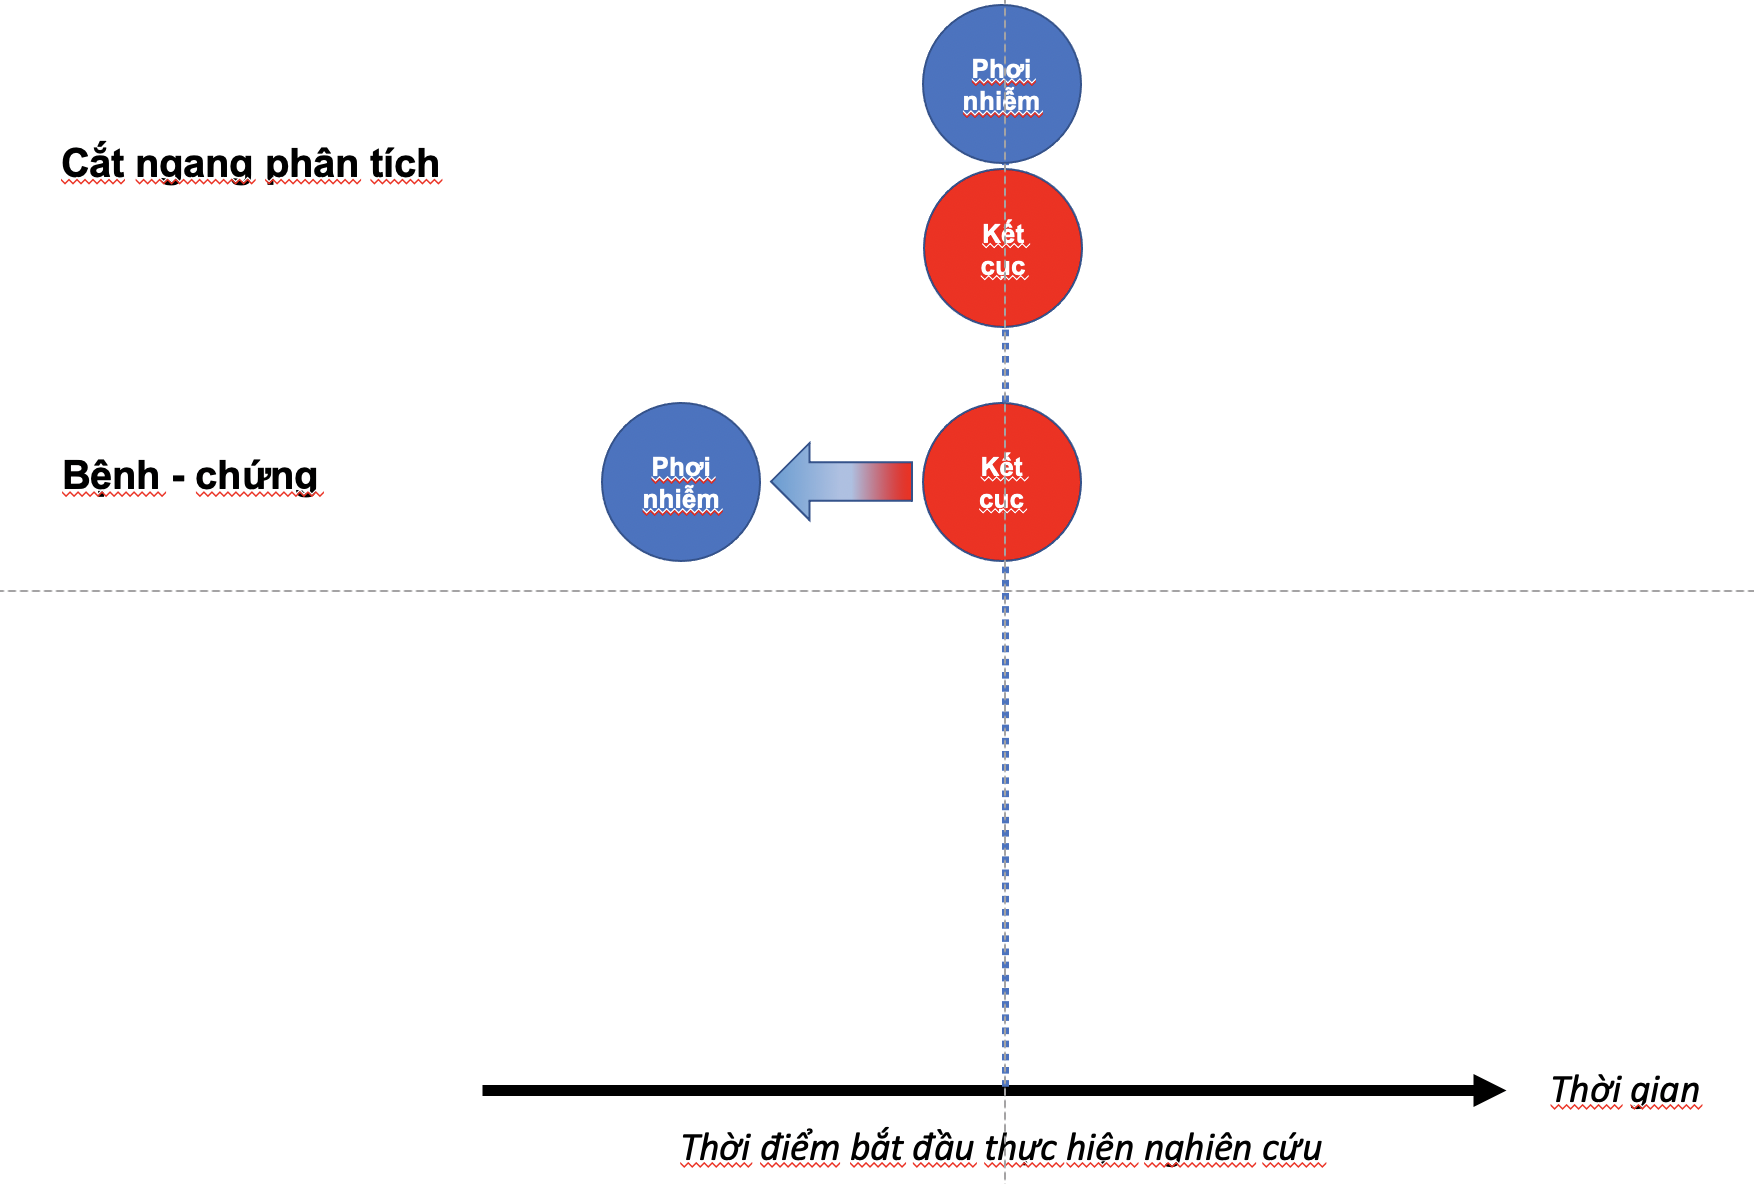 Phơi
nhiễm
Cắt ngang phân tích
Kết
cục
Bệnh - chứng
Phơi
nhiễm
Kết
cục
Thời gian
Thời điểm bắt đầu thực hiện nghiên cứu